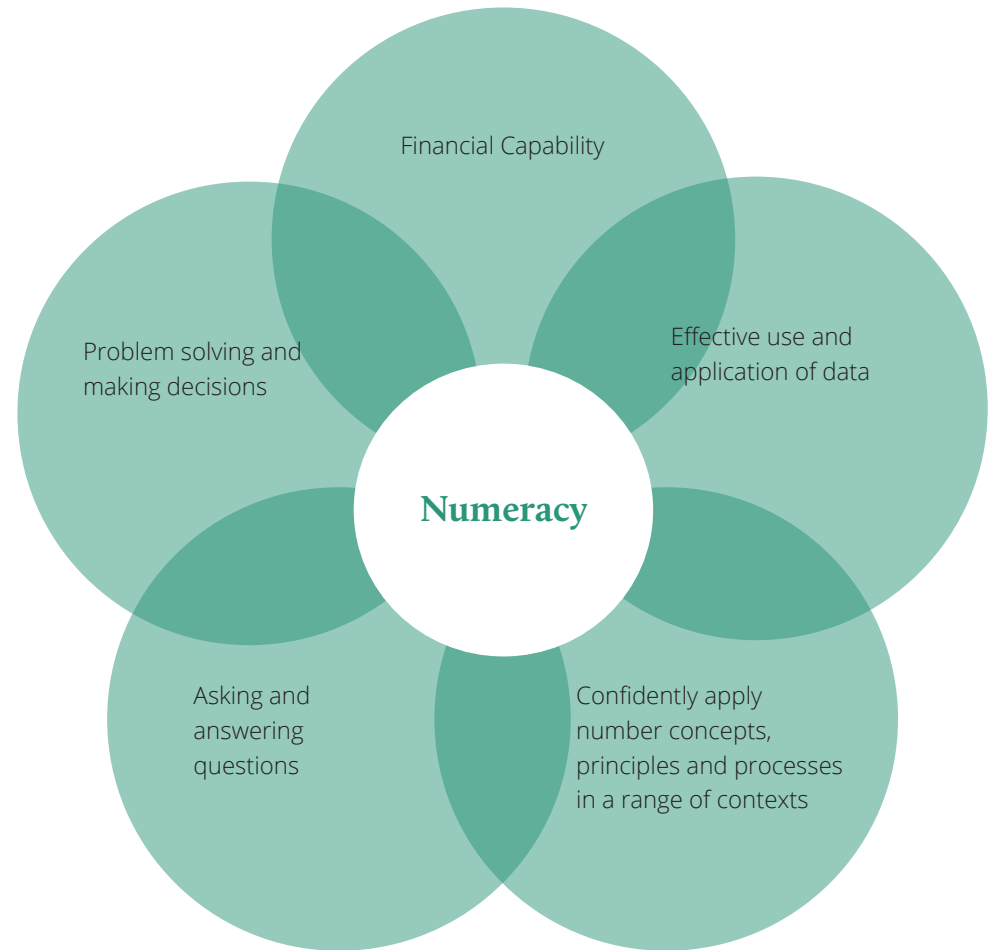 Financial Capability
Effective use and
application of data
Problem solving and
making decisions
Numeracy
Asking and
answering
questions
Confidently apply
number concepts,
principles and processes
in a range of contexts